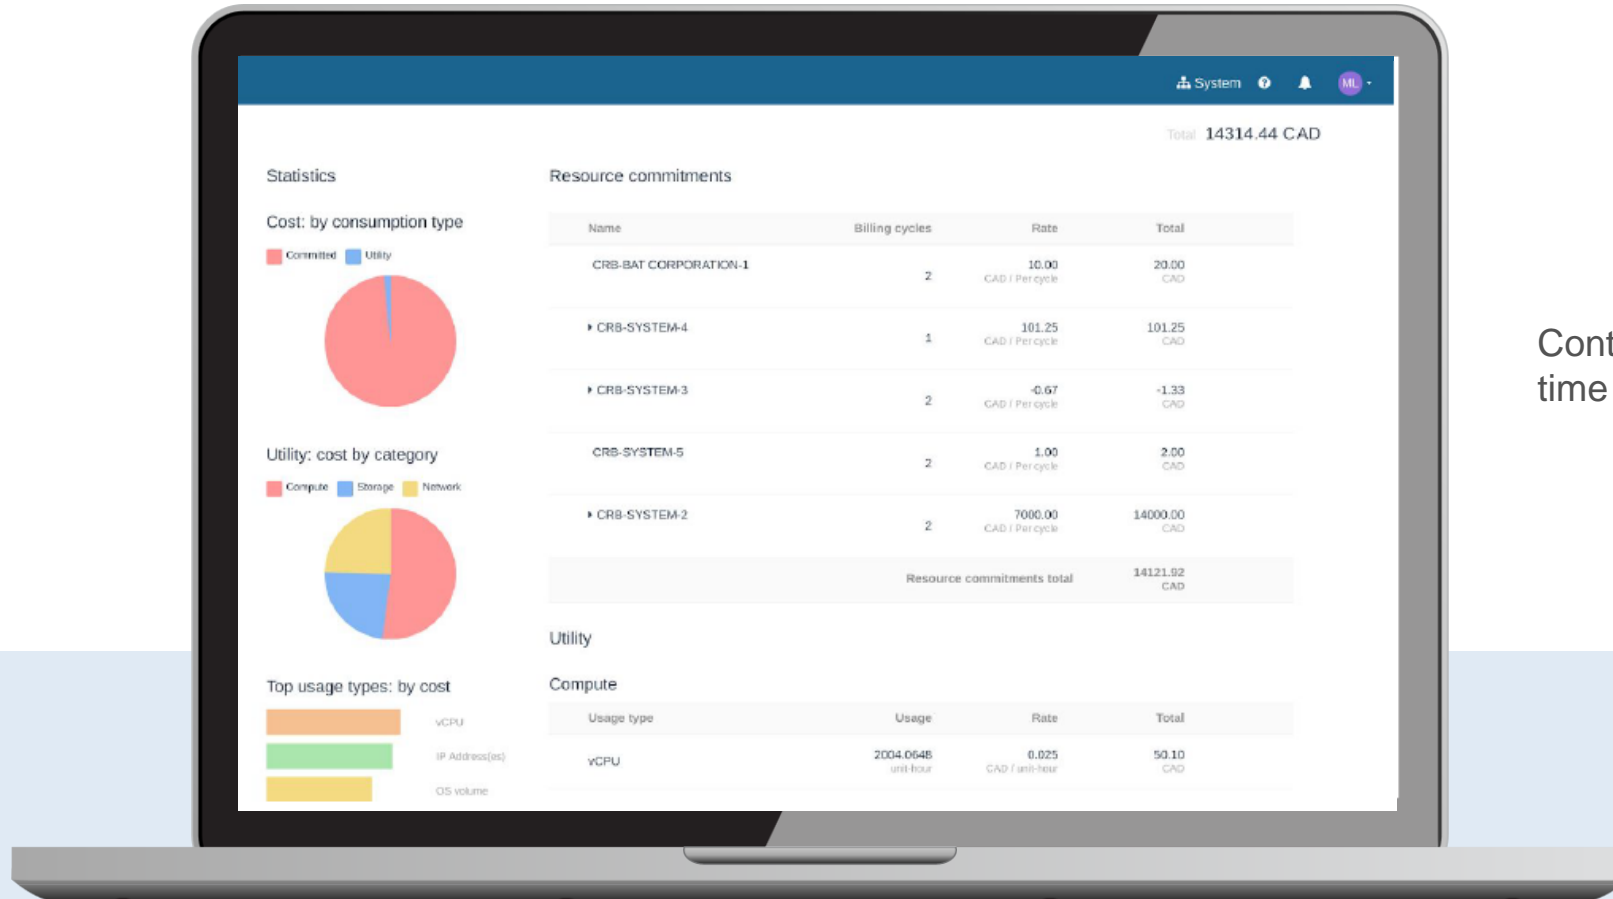 System ML
Total 14314.44 CAD
Statistics
Cost: by consumption type
Committed Utility
Utility: cost by category
Compute Storage Network
Top usage types: by cost
vCPU
IP Address(es)
OS volume
Resource commitments
Name Billing cycles Rate Total
CRB-BAT CORPORATION-1 2 10.00 20.00
CAD / Per cycle CAD
CRB-SYSTEM-4 1 101.25 101.25
CAD / Per cycle CAD
CRB-SYSTEM-3 2 -0.67 -1.33
CAD / Per cycle CAD
CRB-SYSTEM-5 2 1.00 2.00
CAD / Per cycle CAD
CRB-SYSTEM-2 2 7000.00 14000.00
CAD / Per cycle CAD
Resource commitments total 14121.92
CAD
Utility
Compute
Usage type Usage Rate Total
vCPU 2004.0648 0.025 50.10
unit-hour CAD / unit-hour CAD
Cont
time